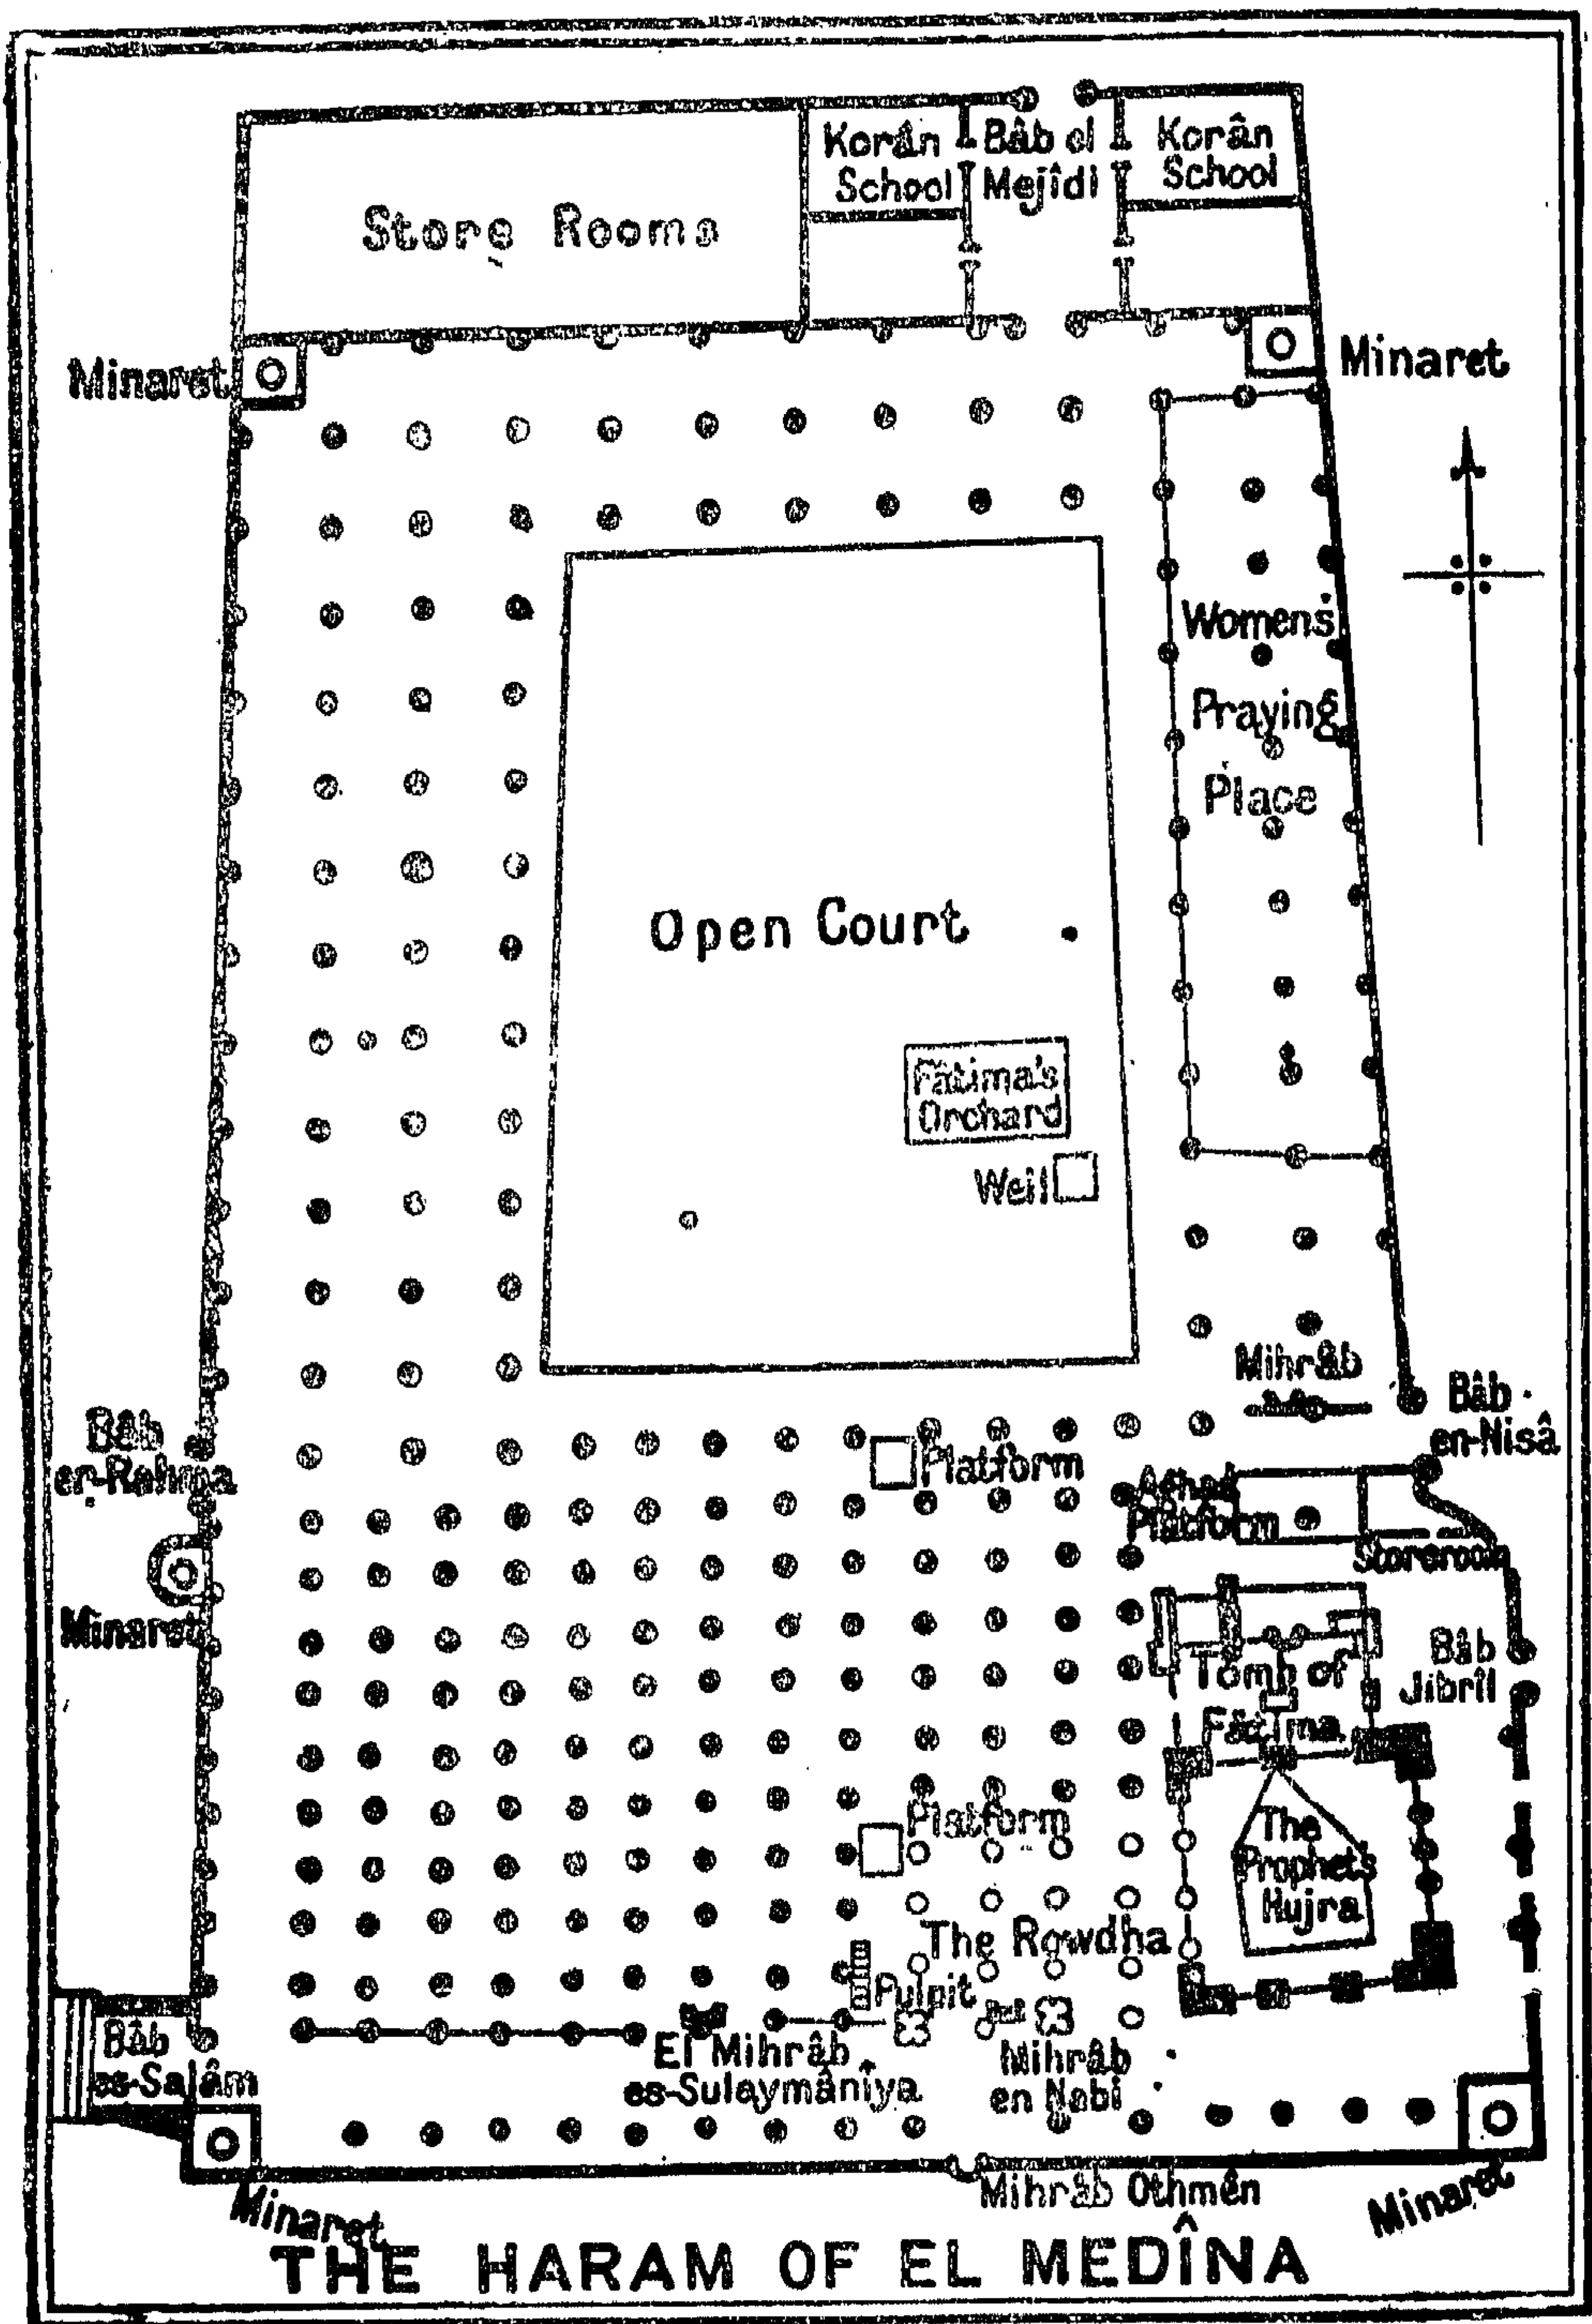 Korân School
Bâb el Mejîdi
Korân School
Store Rooms
Minaret
Minaret
Women's
Praying
Place
Open Court
Fâtima's
Orchard
Well
Mihrâb
Bâb
en-Nisâ
Bâb
er-Rahma
Platform
Platform
Storeroom
Minaret
Tomb of
Fâtima
Bâb
Jibrîl
Platform
The
Prophet's
Hujra
The Rowdha
Pulpit
Bâb
es-Salâm
El Mihrâb
es-Sulaymânîya
Mihrâb
en Nabi
Mihrâb Othmân
Minaret
Minaret
THE HARAM OF EL MEDÎNA